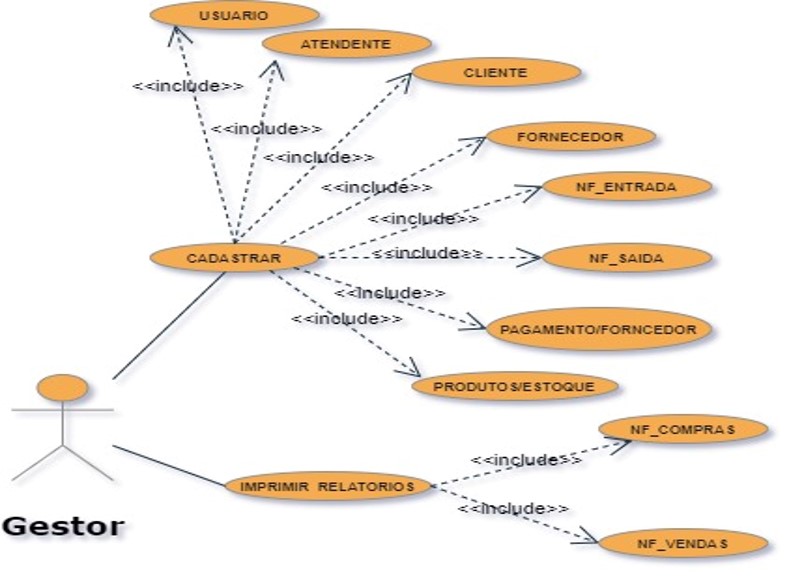 USUARIO
ATENDENTE
CLIENTE
<<include>>
<<include>>
<<include>>
FORNECEDOR
<<include>>
NF_ENTRADA
<<include>>
CADASTRAR
<<include>>
NF_SAIDA
<<include>>
<<include>>
PAGAMENTO/FORNCEDOR
PRODUTOS/ESTOQUE
NF_COMPRAS
<<include>>
IMPRIMIR RELATORIOS
<<include>>
Gestor
NF_VENDAS